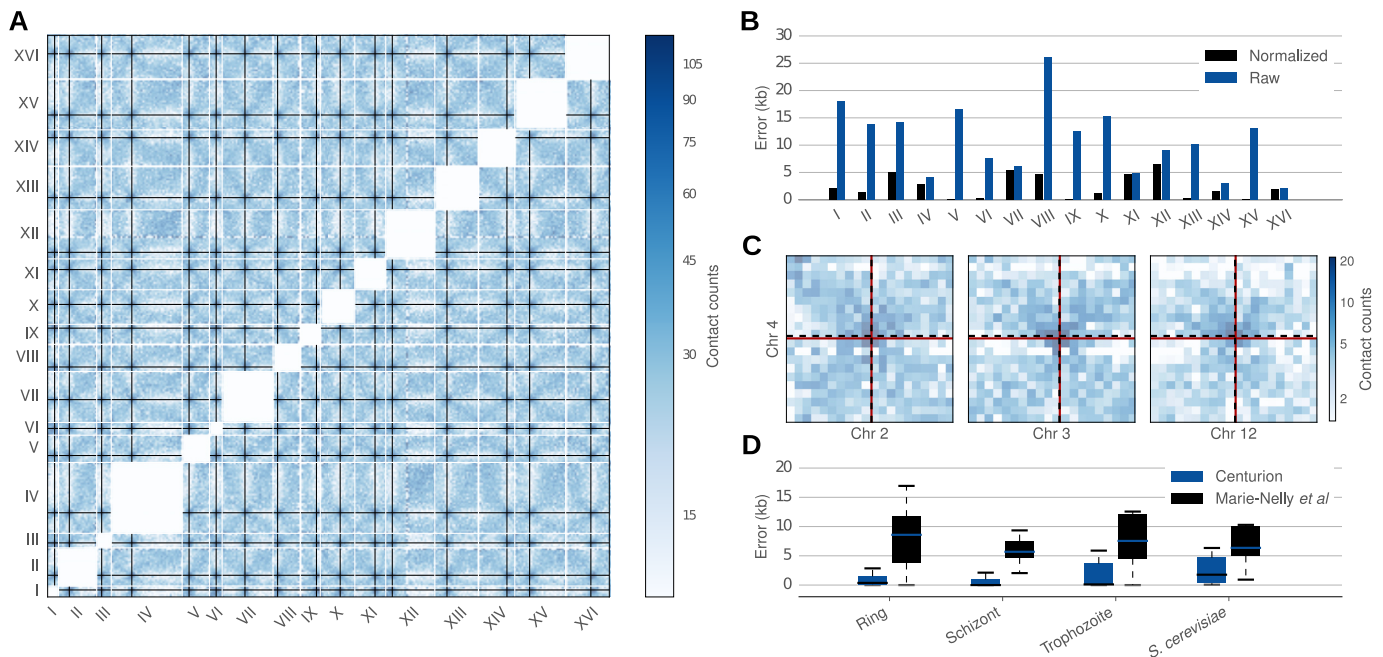 A
XVI
XV
XIV
XIII
XII
XI
X
IX
VIII
VII
VI
V
IV
III
II
I
I II III IV V VI VII VIII IX X XI XII XIII XIV XV XVI
105
90
75
60
45
30
15
Contact counts
B
30
25
20
15
10
5
0
Error (kb)
Normalized
Raw
I II III IV V VI VII VIII IX X XI XII XIII XIV XV XVI
C
Chr 4
Chr 2
Chr 3
Chr 12
20
10
5
2
Contact counts
D
20
15
10
5
0
Error (kb)
Centurion
Marie-Nelly et al
Ring
Schizont
Trophozoite
S. cerevisiae